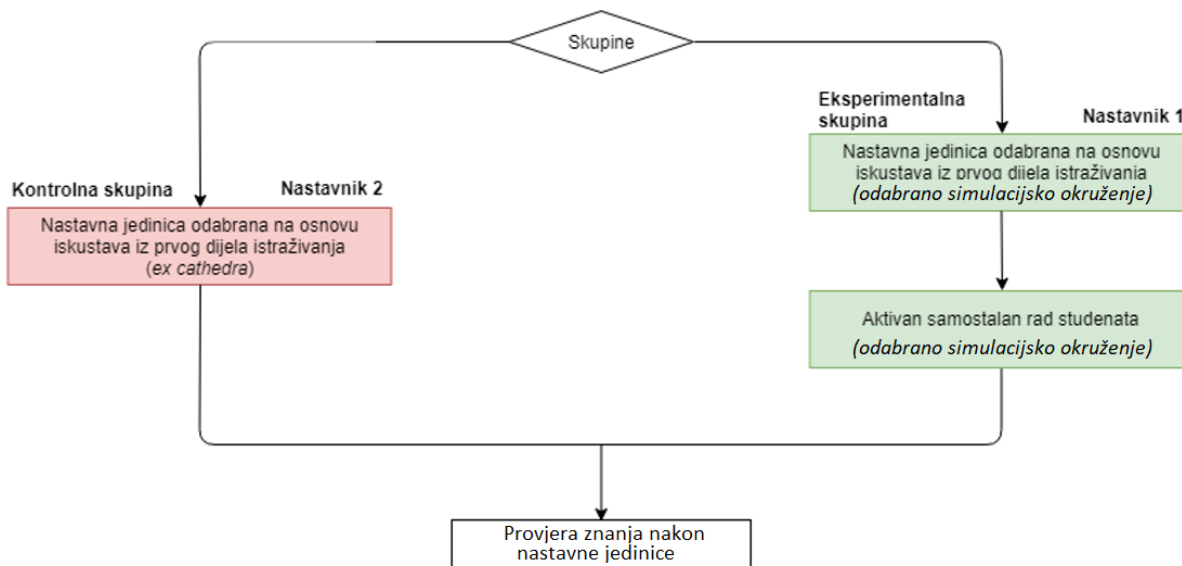 Skupine
Eksperimentalna
skupina
Nastavnik 1
Nastavna jedinica odabrana na osnovu
iskustava iz prvog dijela istraživanja
(odabrano simulacijsko okruženje)
Kontrolna skupina
Nastavnik 2
Nastavna jedinica odabrana na osnovu
iskustava iz prvog dijela istraživanja
(ex cathedra)
Aktivan samostalan rad studenata
(odabrano simulacijsko okruženje)
Provjera znanja nakon
nastavne jedinice